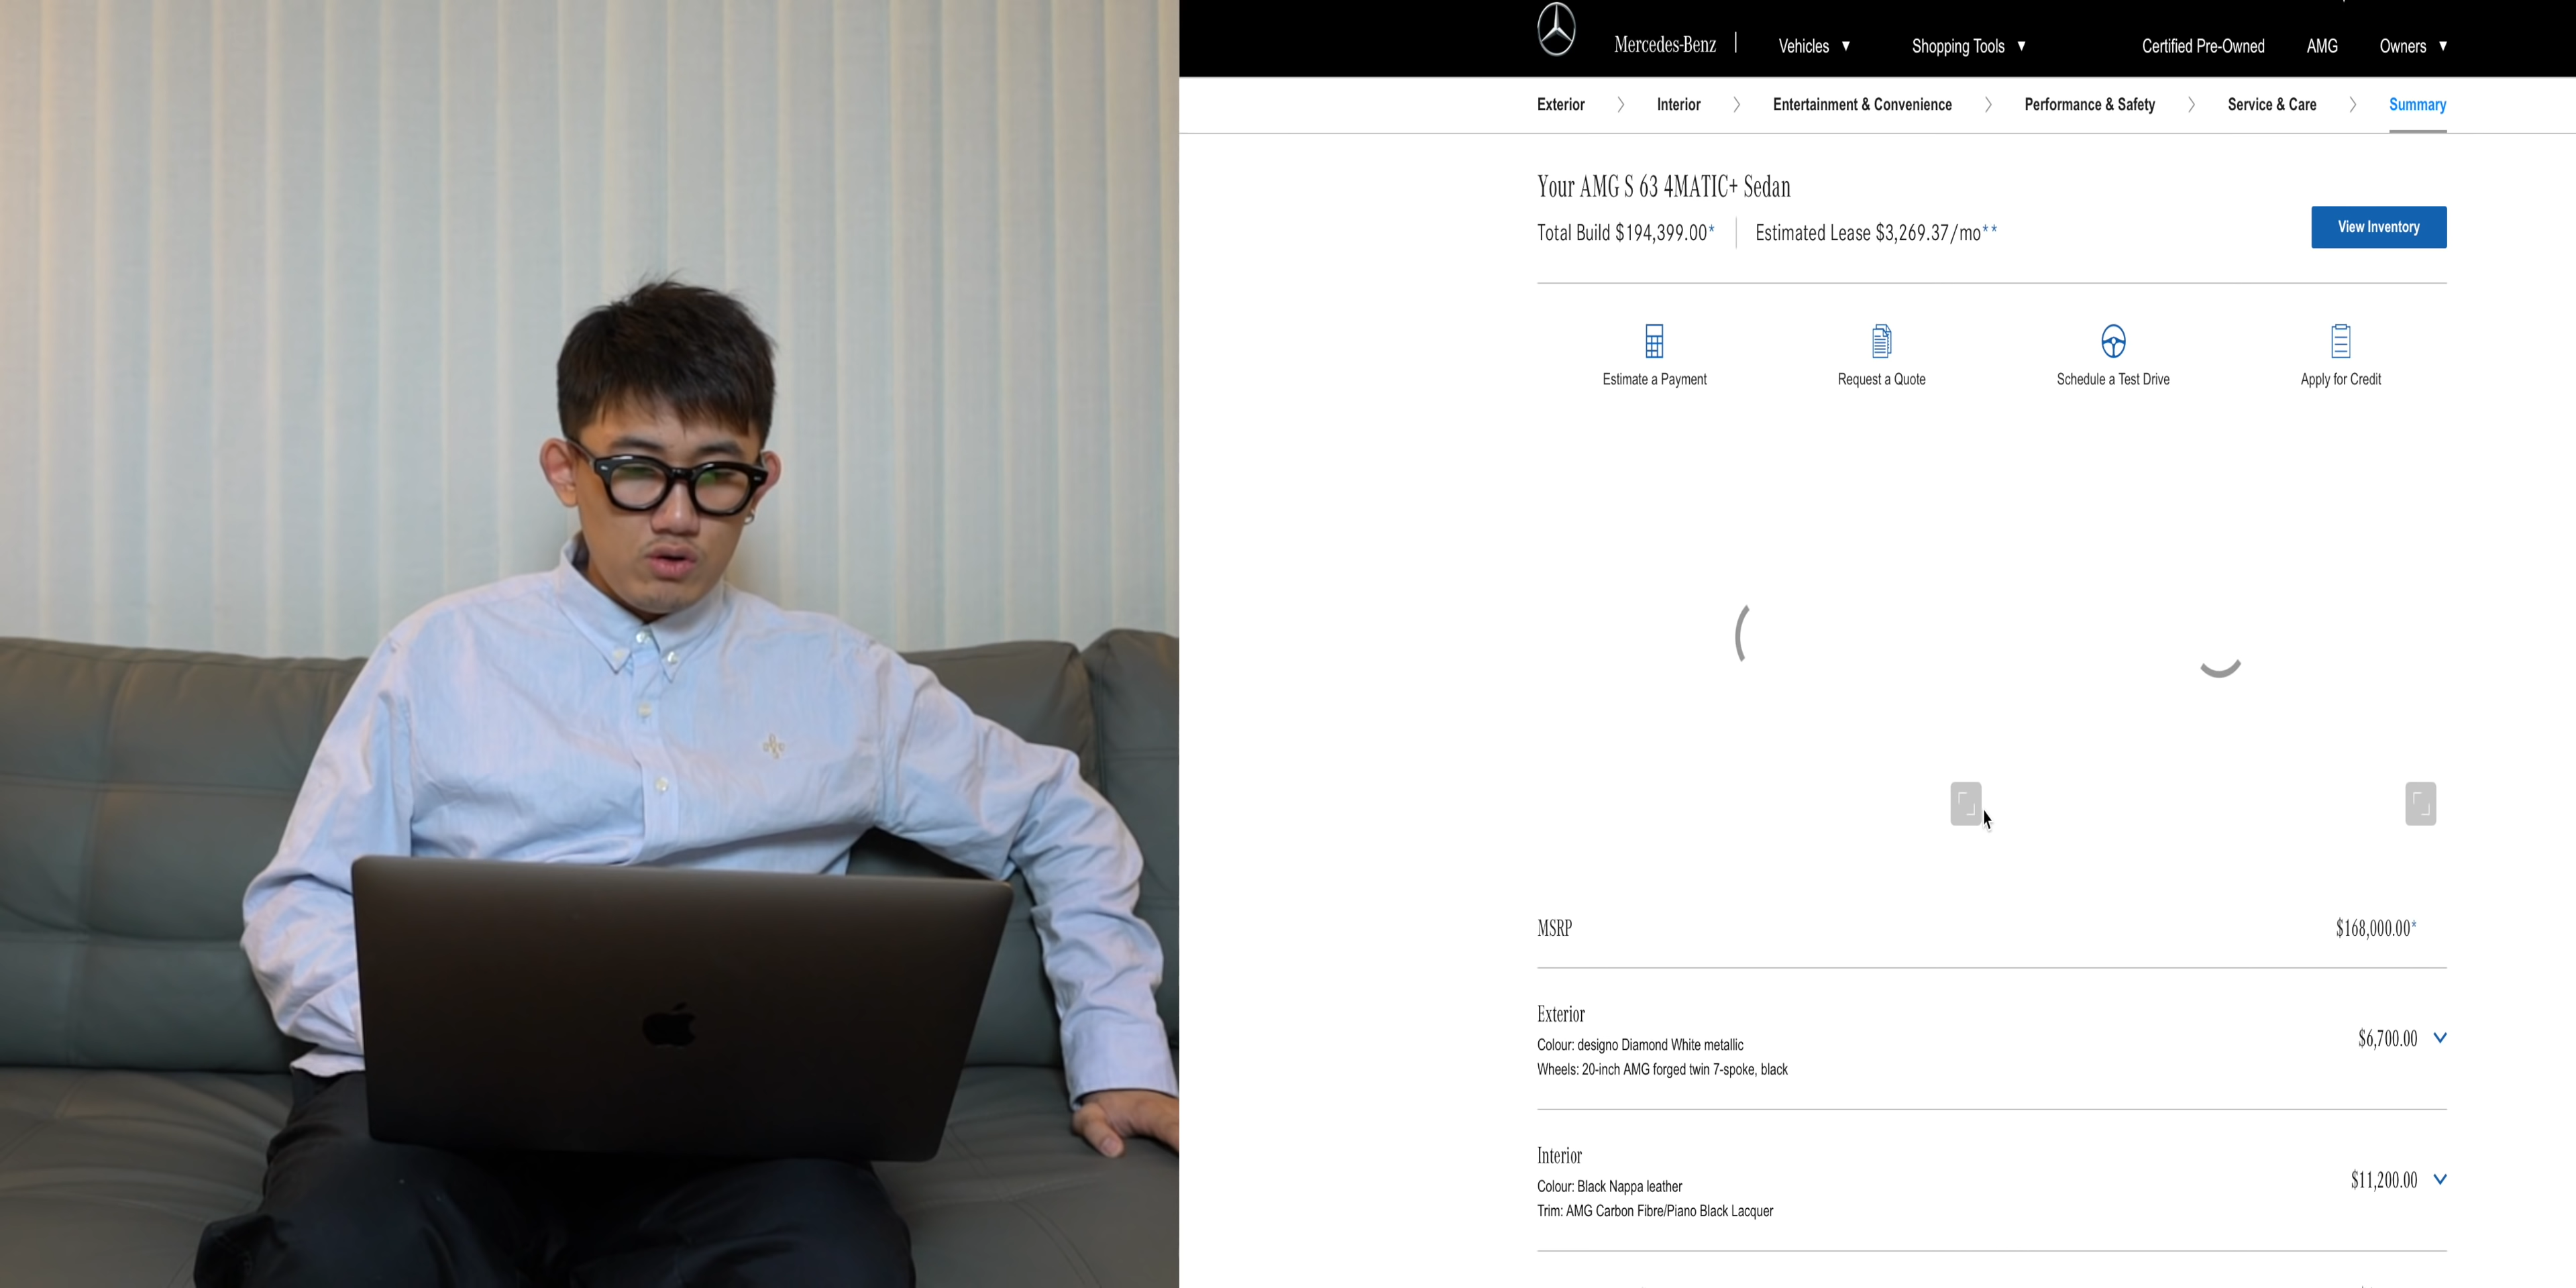 Mercedes-Benz | Vehicles ▼ Shopping Tools ▼ Certified Pre-Owned AMG Owners ▼
Exterior > Interior > Entertainment & Convenience > Performance & Safety > Service & Care > Summary
Your AMG S 63 4MATIC+ Sedan
Total Build $194,399.00* | Estimated Lease $3,269.37/mo**
View Inventory
Estimate a Payment
Request a Quote
Schedule a Test Drive
Apply for Credit
MSRP $168,000.00*
Exterior
Colour: designo Diamond White metallic
Wheels: 20-inch AMG forged twin 7-spoke, black
$6,700.00
Interior
Colour: Black Nappa leather
Trim: AMG Carbon Fibre/Piano Black Lacquer
$11,200.00